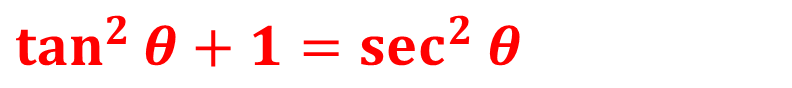 tan² θ + 1 = sec² θ